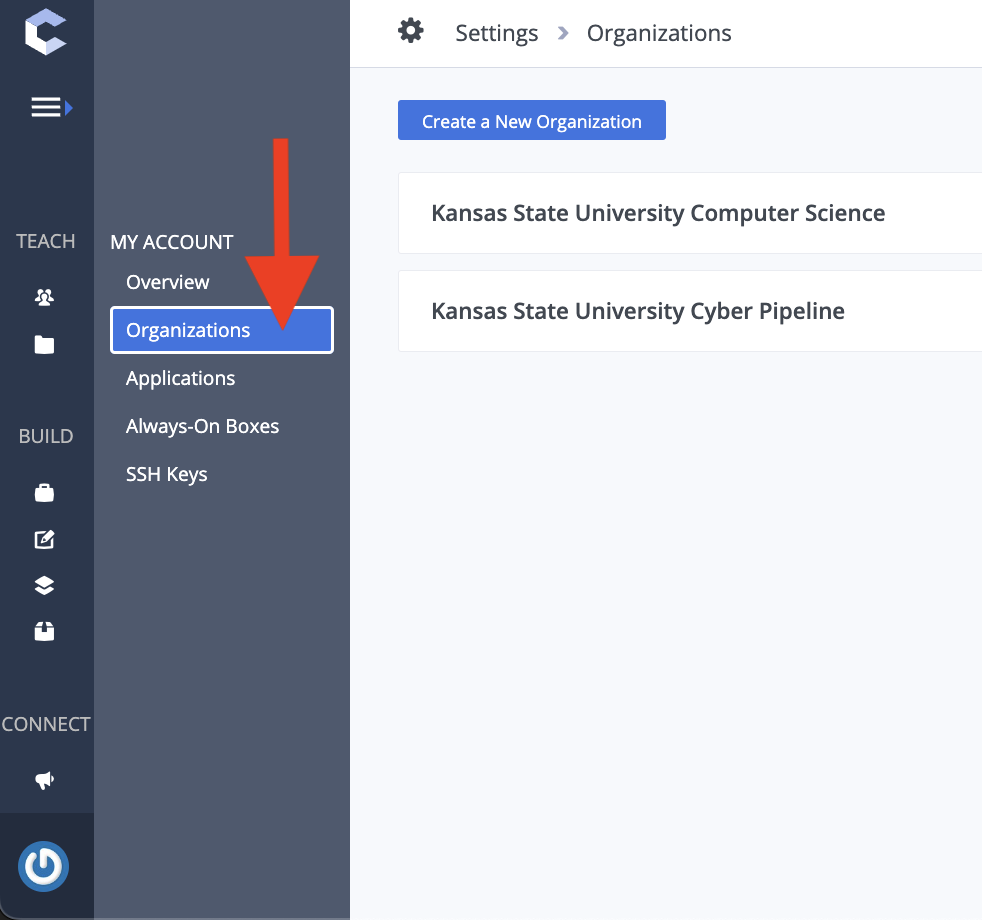 Settings > Organizations
Create a New Organization
Kansas State University Computer Science
Kansas State University Cyber Pipeline
TEACH
BUILD
CONNECT
MY ACCOUNT
Overview
Organizations
Applications
Always-On Boxes
SSH Keys